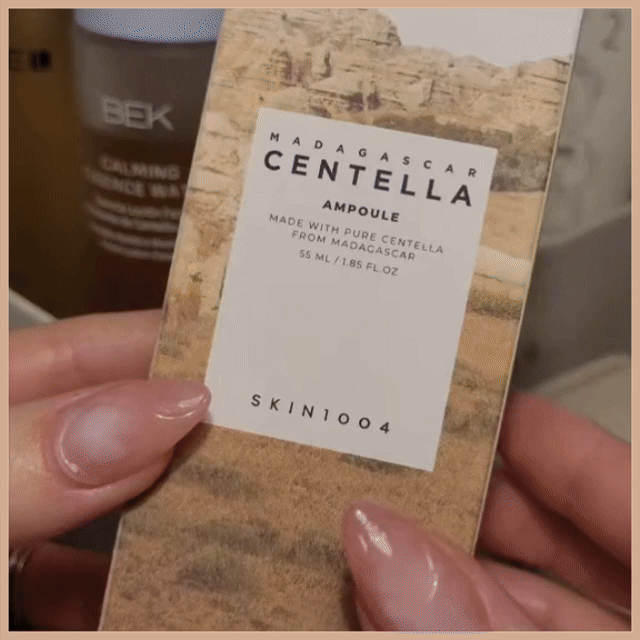 MADAGASCAR
CENTELLA
AMPOULE
MADE WITH PURE CENTELLA
FROM MADAGASCAR
55 ML / 1.85 FL.OZ
SKIN1004
BEK
CALMING